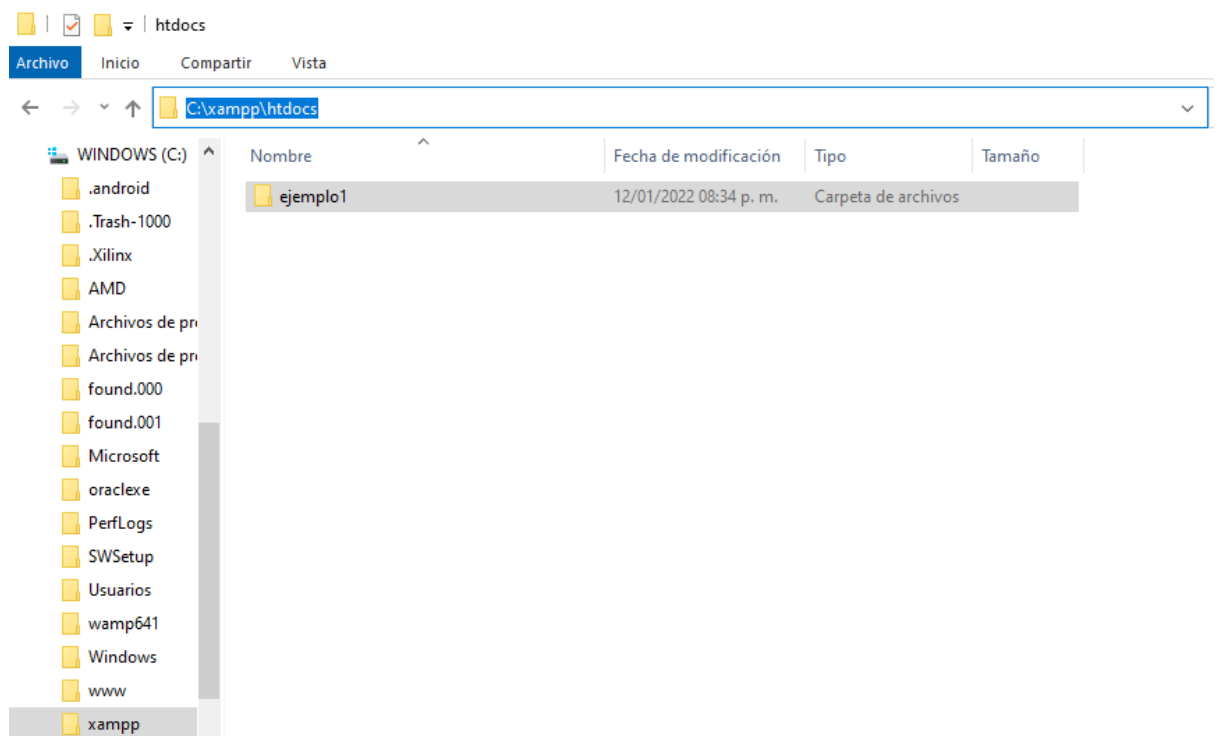 htdocs
Archivo Inicio Compartir Vista
C:\xampp\htdocs
WINDOWS (C:) Nombre Fecha de modificación Tipo Tamaño
.android ejemplo1 12/01/2022 08:34 p. m. Carpeta de archivos
.Trash-1000
.Xilinx
AMD
Archivos de pro
Archivos de pro
found.000
found.001
Microsoft
oraclexe
PerfLogs
SWSetup
Usuarios
wamp641
Windows
www
xampp